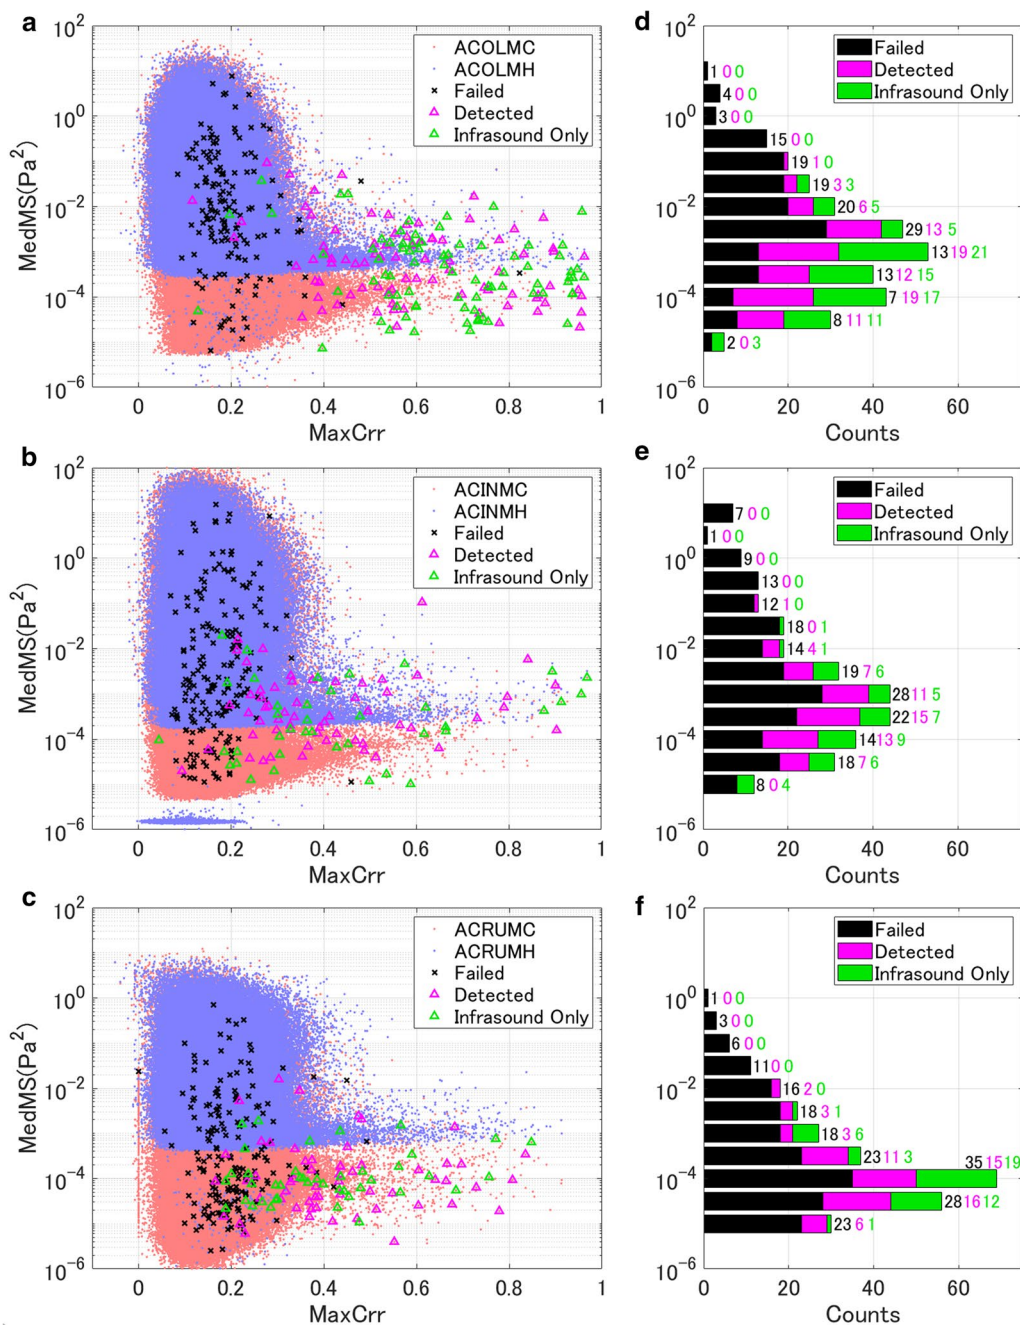 a
10^2
10^0
10^-2
10^-4
10^-6
MedMS(Pa^2)
0 0.2 0.4 0.6 0.8 1
MaxCrr
ACOLMC
ACOLMH
Failed
Detected
Infrasound Only
d
10^2
10^0
10^-2
10^-4
10^-6
Failed
Detected
Infrasound Only
1 0 0
4 0 0
3 0 0
15 0 0
19 1 0
19 3 3
20 6 5
29 13 5
13 19 21
13 12 15
7 19 17
8 11 11
2 0 3
0 20 40 60
Counts
b
10^2
10^0
10^-2
10^-4
10^-6
MedMS(Pa^2)
0 0.2 0.4 0.6 0.8 1
MaxCrr
ACINMC
ACINMH
Failed
Detected
Infrasound Only
e
10^2
10^0
10^-2
10^-4
10^-6
Failed
Detected
Infrasound Only
7 0 0
1 0 0
9 0 0
13 0 0
12 1 0
18 0 1
14 4 1
19 7 6
28 11 5
22 15 7
14 13 9
18 7 6
8 0 4
0 20 40 60
Counts
c
10^2
10^0
10^-2
10^-4
10^-6
MedMS(Pa^2)
0 0.2 0.4 0.6 0.8 1
MaxCrr
ACRUMC
ACRUMH
Failed
Detected
Infrasound Only
f
10^2
10^0
10^-2
10^-4
10^-6
Failed
Detected
Infrasound Only
1 0 0
3 0 0
6 0 0
11 0 0
16 2 0
18 3 1
18 3 6
23 11 3
35 15 19
28 16 12
23 6 1
0 20 40 60
Counts